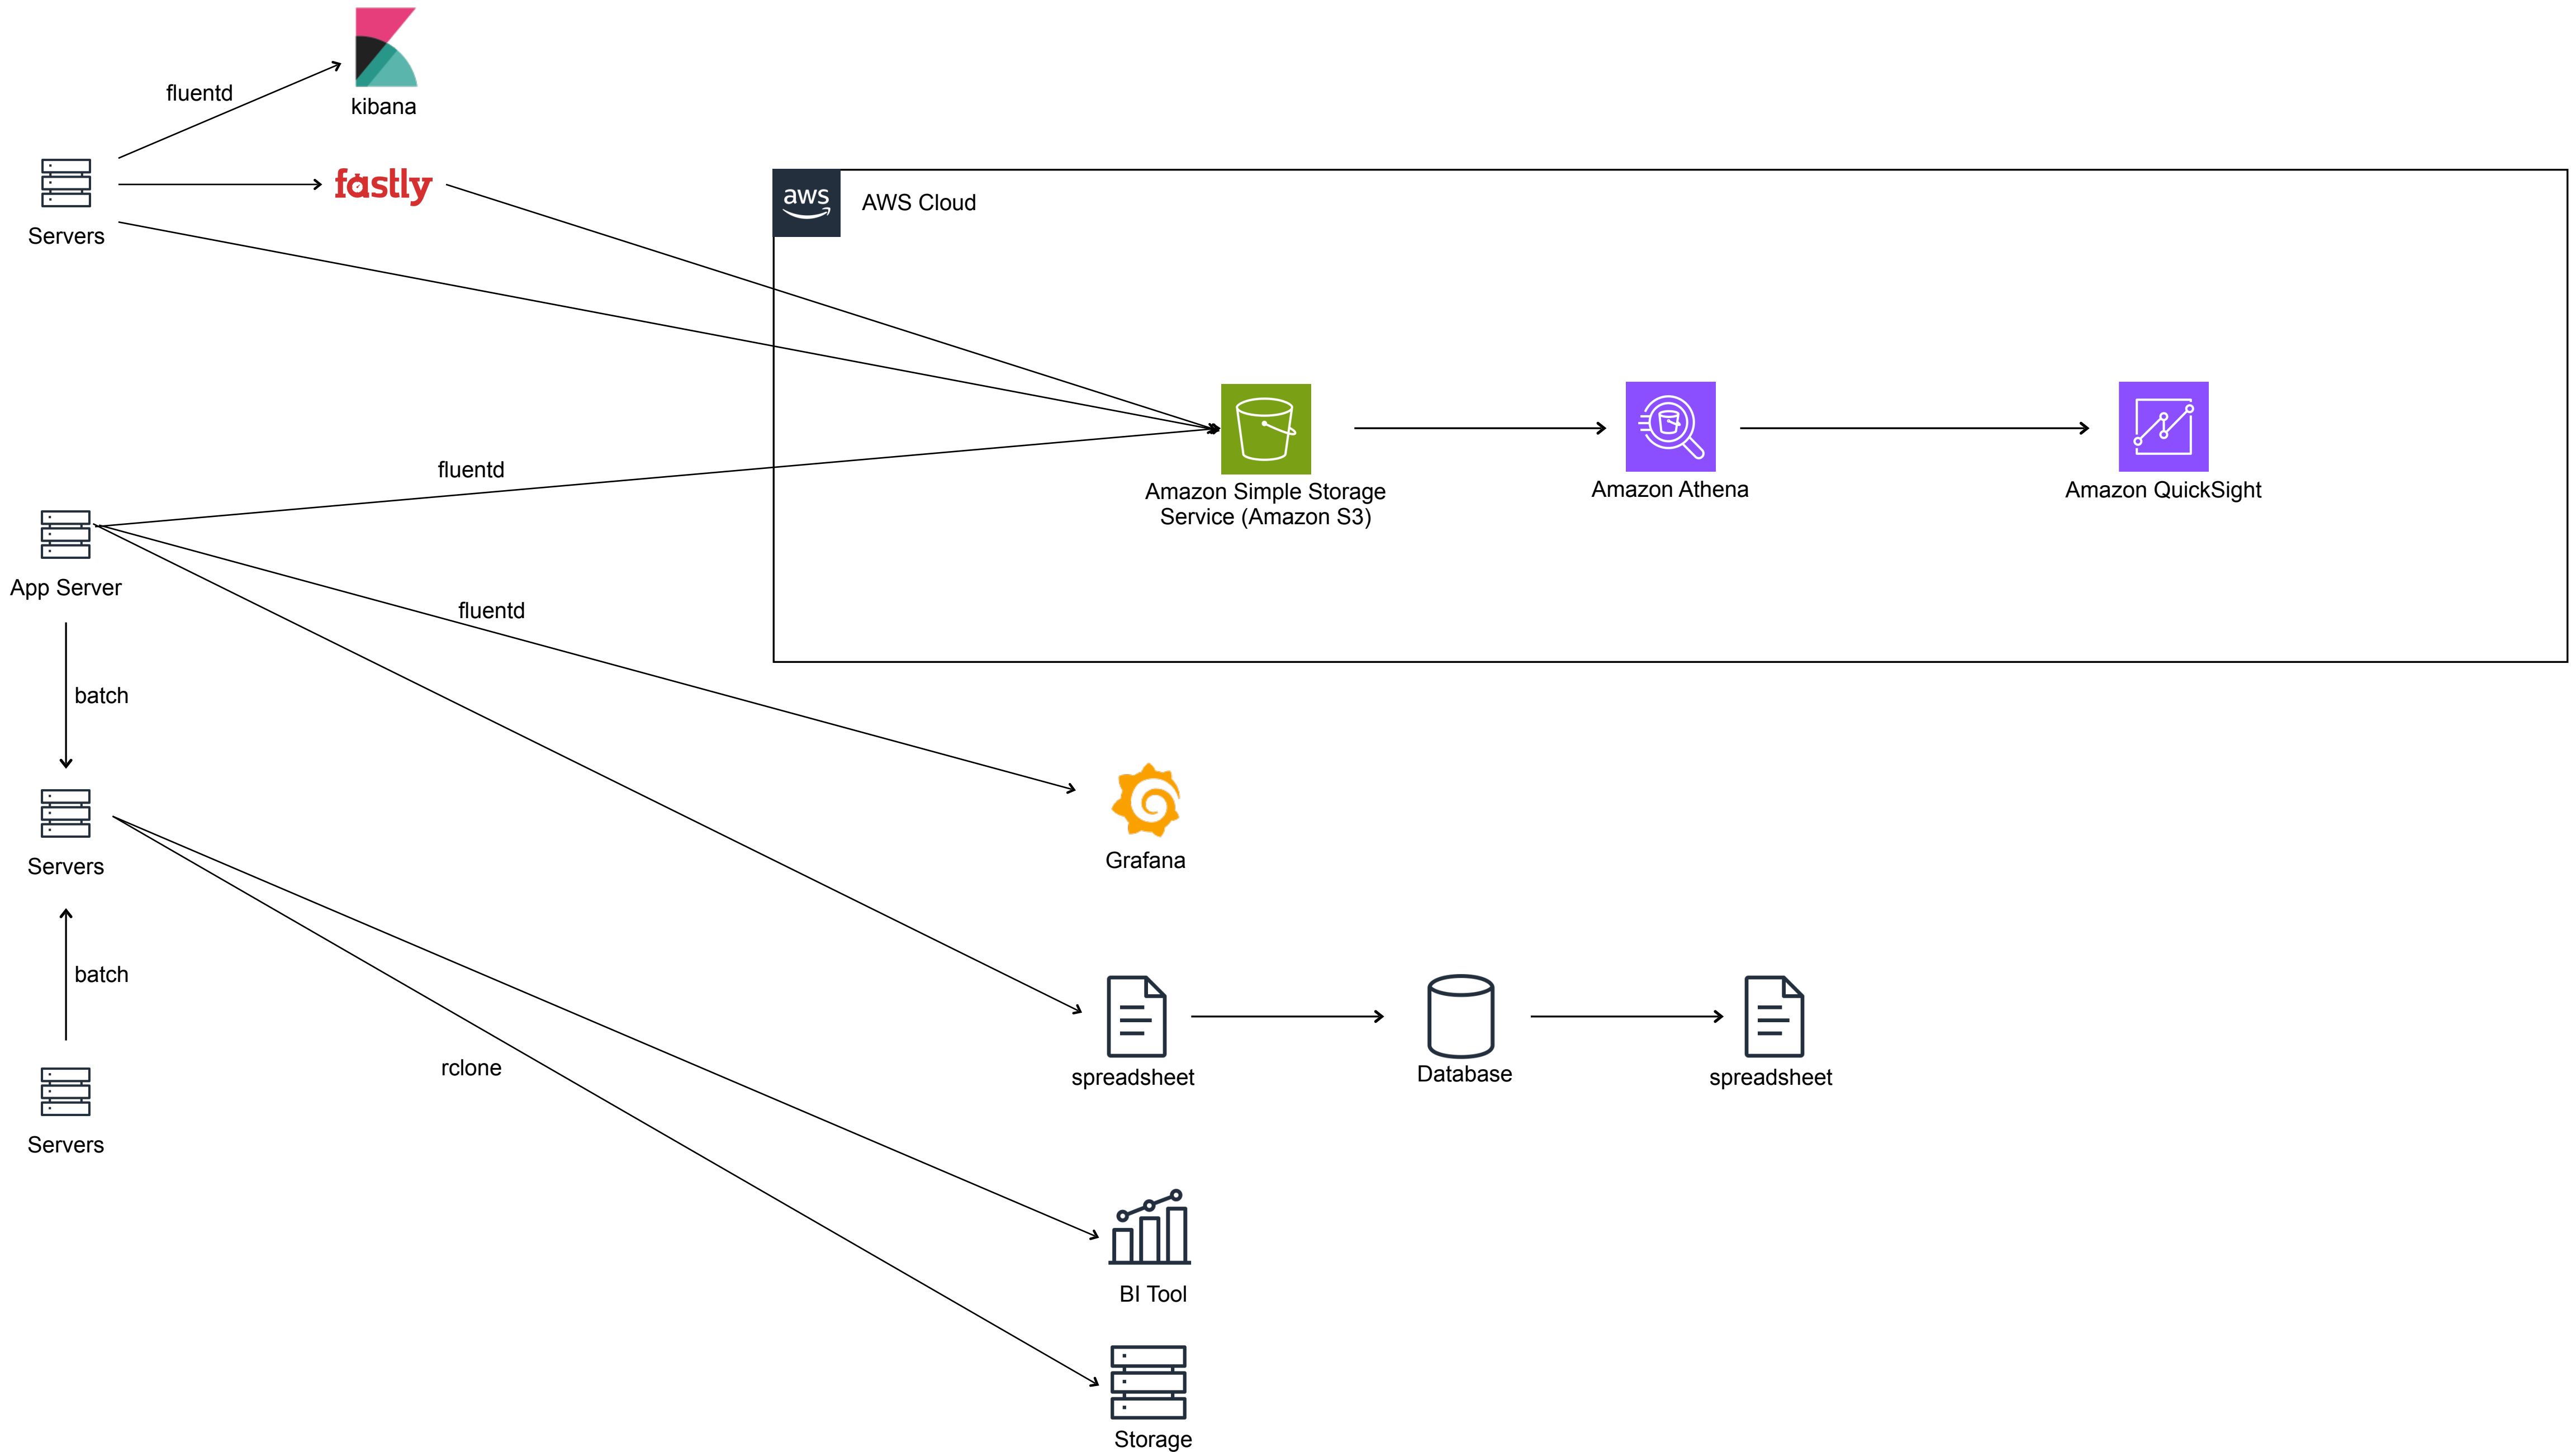 fluentd
kibana
fastly
Servers
aws
AWS Cloud
fluentd
Amazon Simple Storage
Service (Amazon S3)
Amazon Athena
Amazon QuickSight
App Server
fluentd
batch
Servers
Grafana
batch
rclone
spreadsheet
Database
spreadsheet
Servers
BI Tool
Storage